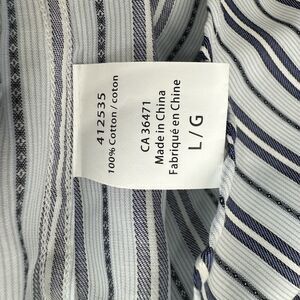 412535
100% Cotton / coton
CA 36471
Made in China
Fabriqué en Chine
L / G